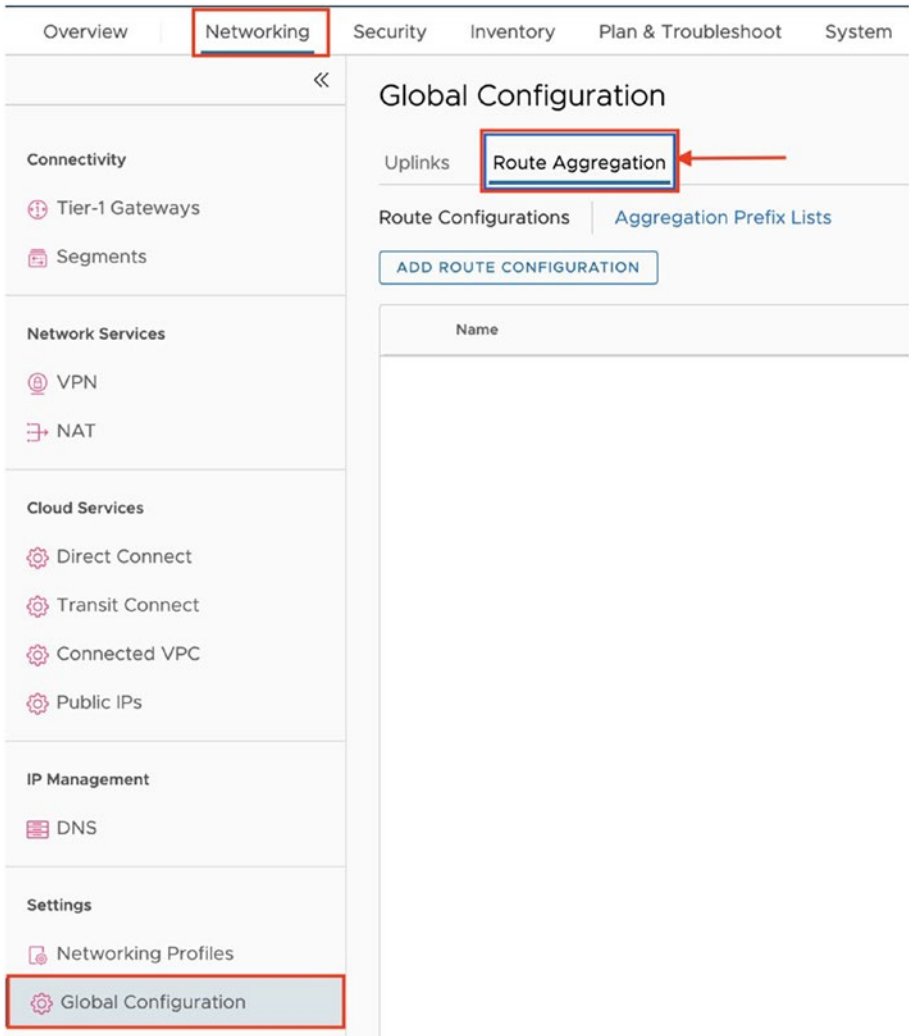 Overview Networking Security Inventory Plan & Troubleshoot System
Global Configuration
Connectivity
Tier-1 Gateways
Segments
Network Services
VPN
NAT
Cloud Services
Direct Connect
Transit Connect
Connected VPC
Public IPs
IP Management
DNS
Settings
Networking Profiles
Global Configuration
Uplinks Route Aggregation
Route Configurations Aggregation Prefix Lists
ADD ROUTE CONFIGURATION
Name